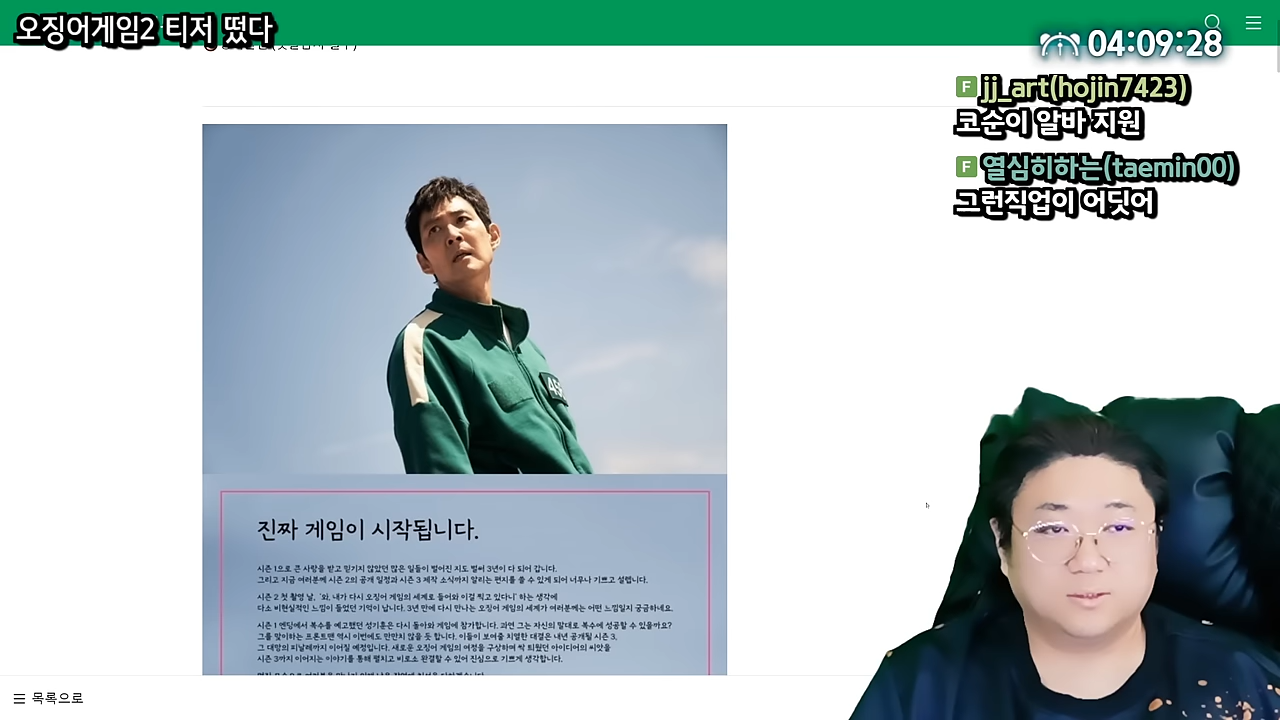 오징어게임2 티저 떴다
04:09:28
F jj_art(hojin7423)
코순이 알바 지원
F 열심히하는(taemin00)
그런직업이 어딧어
진짜 게임이 시작됩니다.
시즌 1으로 큰 사랑을 받고 믿기지 않았던 많은 일들이 벌어진 지도 벌써 3년이 다 되어 갑니다.
그리고 지금 여러분께 시즌 2의 공개 일정과 시즌 3 제작 소식까지 알리는 편지를 쓸 수 있게 되어 너무나 기쁘고 설렙니다.
시즌 2 첫 촬영 날, '와, 내가 다시 오징어 게임의 세계로 들어와 이걸 찍고 있다니' 하는 생각에
다소 비현실적인 느낌이 들었던 기억이 납니다. 3년 만에 다시 만나는 오징어 게임의 세계가 여러분께는 어떤 느낌일지 궁금하네요.
시즌 1 엔딩에서 복수를 예고했던 성기훈은 다시 돌아와 게임에 참가합니다. 과연 그는 자신의 말대로 복수에 성공할 수 있을까요?
그를 맞이하는 프론트맨 역시 이번에도 만만치 않을 듯 합니다. 이들이 보여줄 치열한 대결은 내년 공개될 시즌 3,
그 대망의 피날레까지 이어질 예정입니다. 새로운 오징어 게임의 여정을 구상하며 싹 틔웠던 아이디어의 씨앗을
시즌 3까지 이어지는 이야기를 통해 펼치고 비로소 완결할 수 있어 진심으로 기쁘게 생각합니다.
목록으로